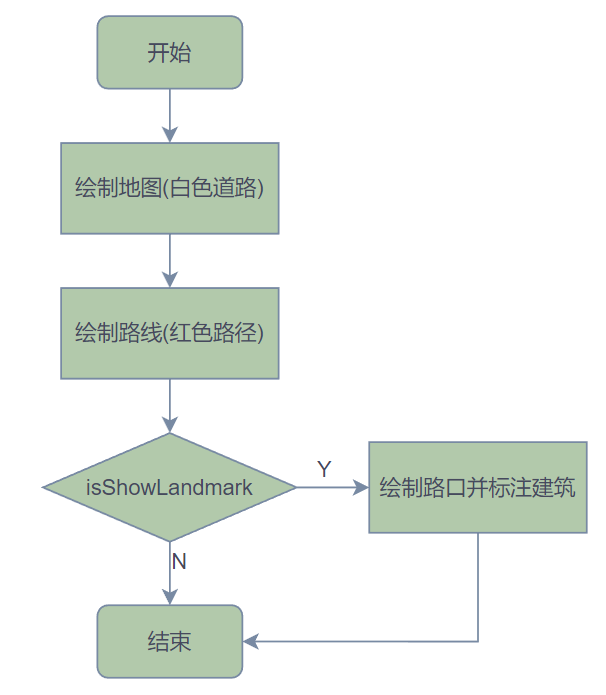 开始
绘制地图(白色道路)
绘制路线(红色路径)
isShowLandmark
Y
绘制路口并标注建筑
N
结束